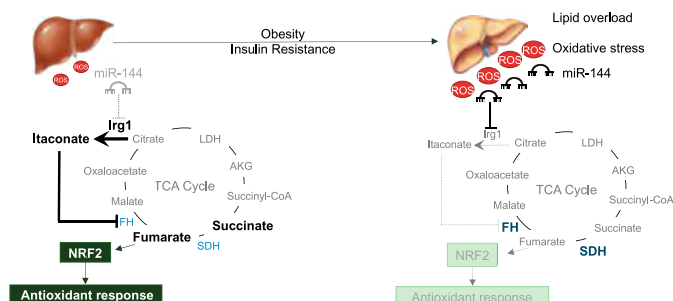 Obesity
Insulin Resistance
Lipid overload
Oxidative stress
miR-144
ROS
ROS
ROS
ROS
ROS
ROS
miR-144
Irg1
Itaconate
Citrate
LDH
AKG
Succinyl-CoA
Succinate
SDH
Fumarate
FH
Malate
Oxaloacetate
TCA Cycle
NRF2
Antioxidant response
Irg1
Itaconate
Citrate
LDH
AKG
Succinyl-CoA
Succinate
SDH
Fumarate
FH
Malate
Oxaloacetate
TCA Cycle
NRF2
Antioxidant response